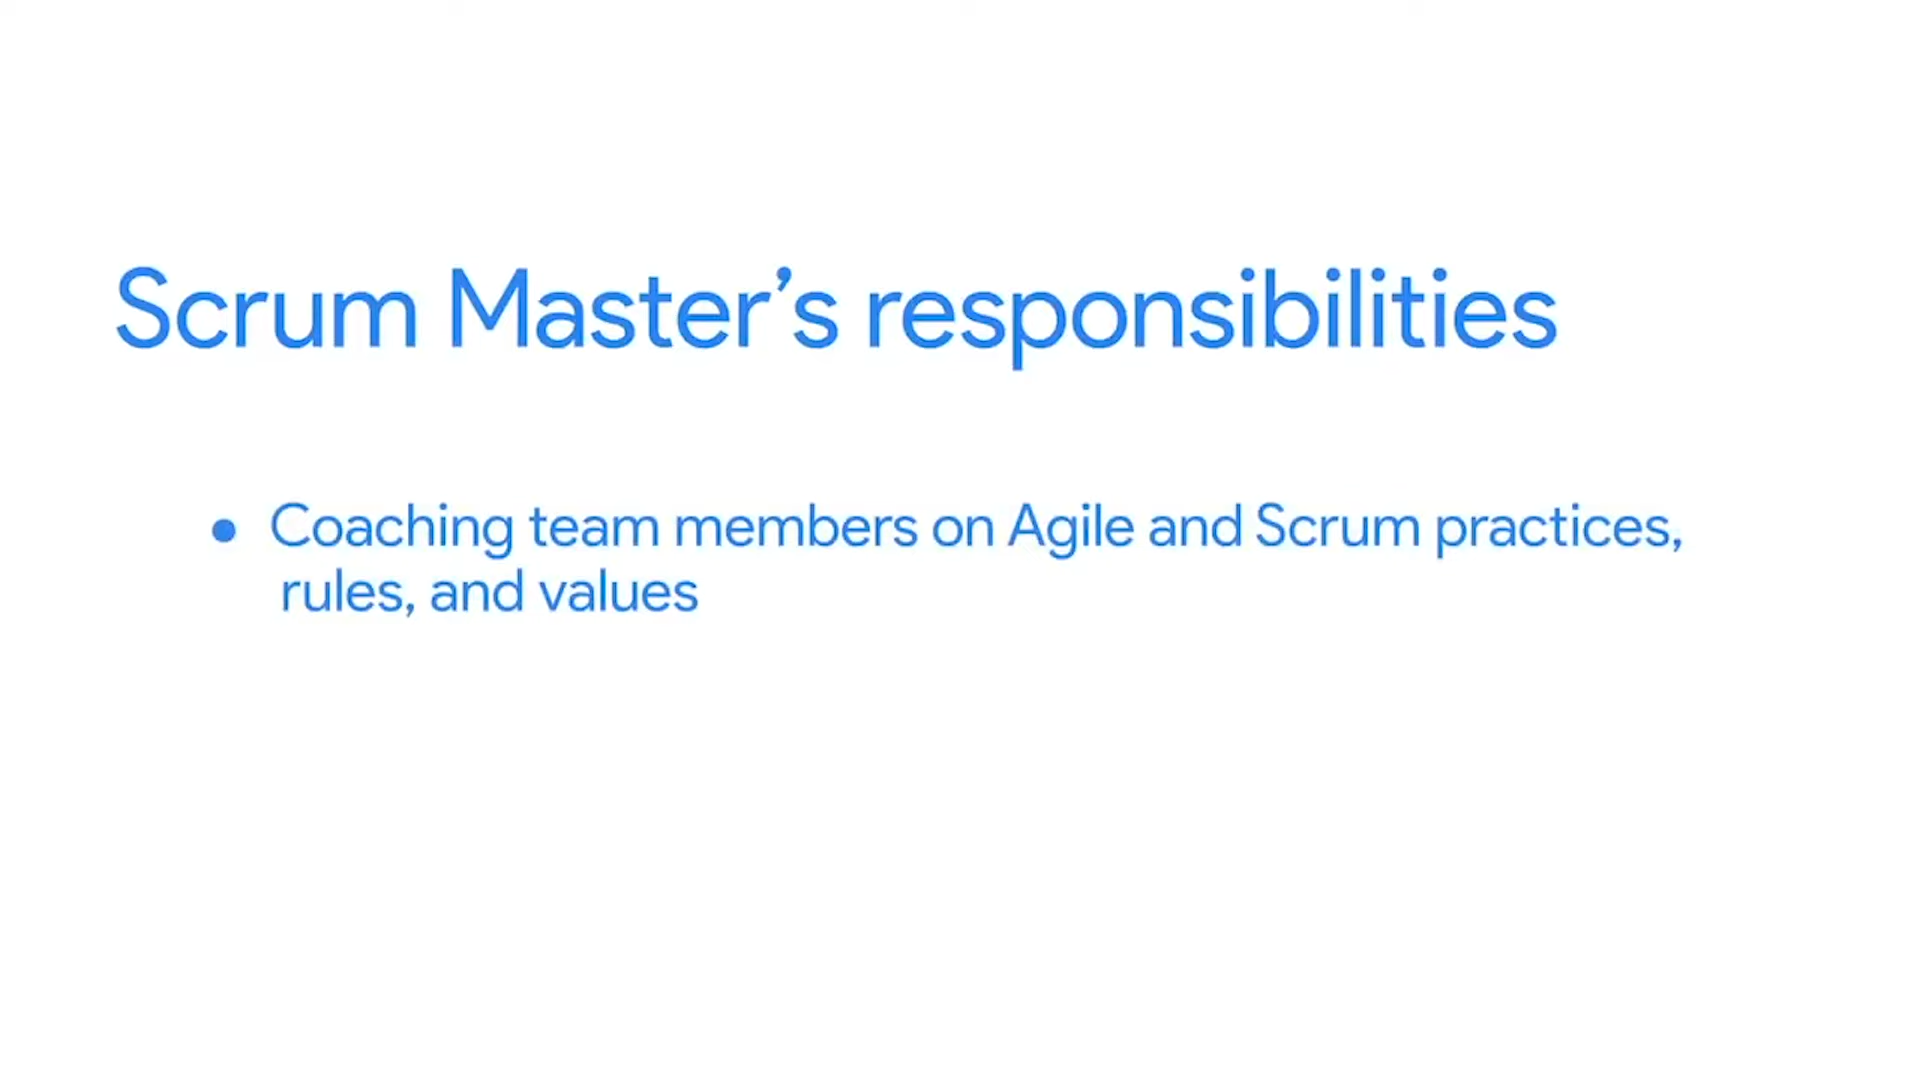 Scrum Master’s responsibilities
● Coaching team members on Agile and Scrum practices,
rules, and values